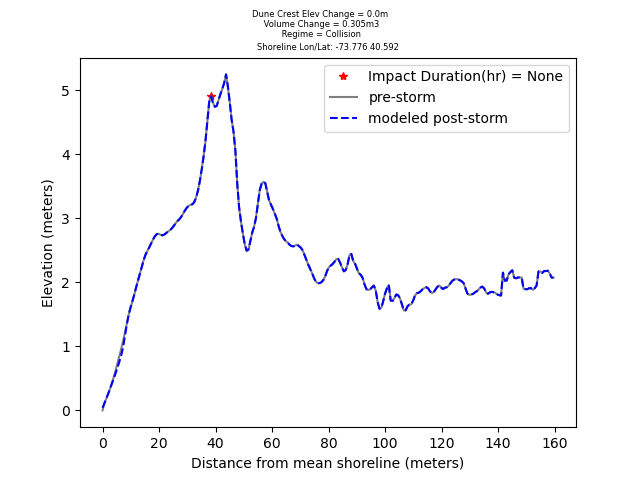 Dune Crest Elev Change = 0.0m
Volume Change = 0.305m3
Regime = Collision
Shoreline Lon/Lat: -73.776 40.592
Impact Duration(hr) = None
pre-storm
modeled post-storm
Elevation (meters)
5
4
3
2
1
0
0 20 40 60 80 100 120 140 160
Distance from mean shoreline (meters)